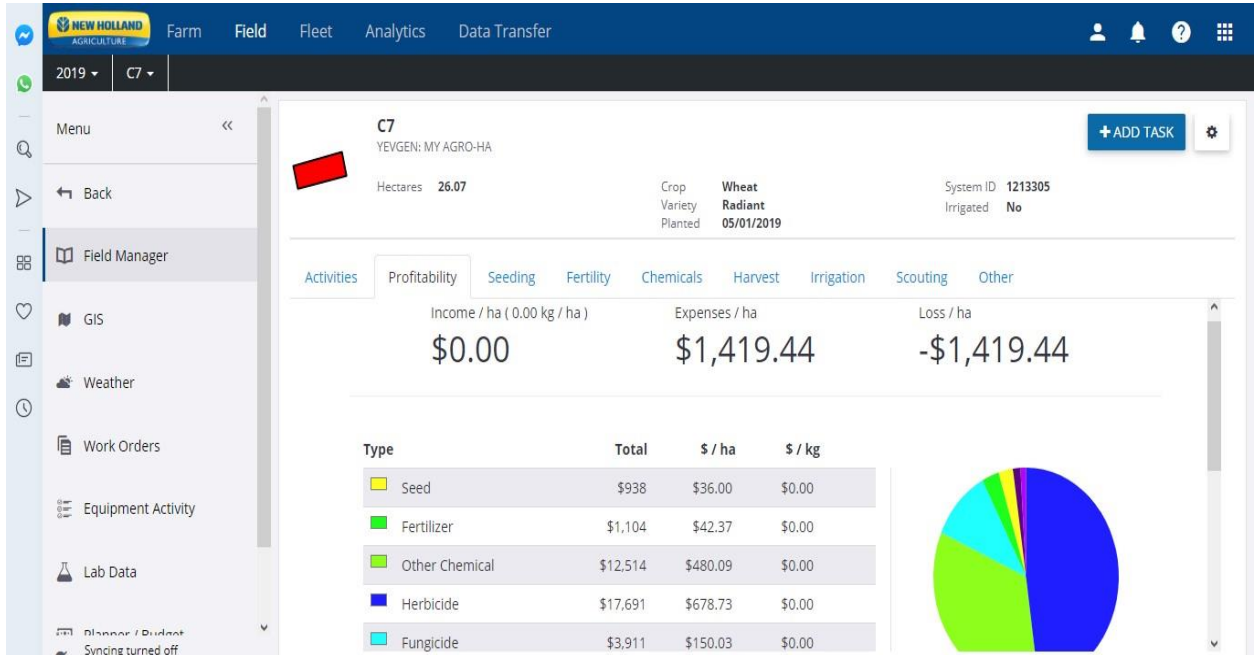 NEW HOLLAND
AGRICULTURE
Farm Field Fleet Analytics Data Transfer
2019 C7
Menu
Back
Field Manager
GIS
Weather
Work Orders
Equipment Activity
Lab Data
Planner / Budget
Syncing turned off
C7
YEVGEN: MY AGRO-HA
+ ADD TASK
Hectares 26.07 Crop Wheat System ID 1213305
Variety Radiant Irrigated No
Planted 05/01/2019
Activities Profitability Seeding Fertility Chemicals Harvest Irrigation Scouting Other
Income / ha ( 0.00 kg / ha ) Expenses / ha Loss / ha
$0.00 $1,419.44 -$1,419.44
Type Total $ / ha $ / kg
Seed $938 $36.00 $0.00
Fertilizer $1,104 $42.37 $0.00
Other Chemical $12,514 $480.09 $0.00
Herbicide $17,691 $678.73 $0.00
Fungicide $3,911 $150.03 $0.00